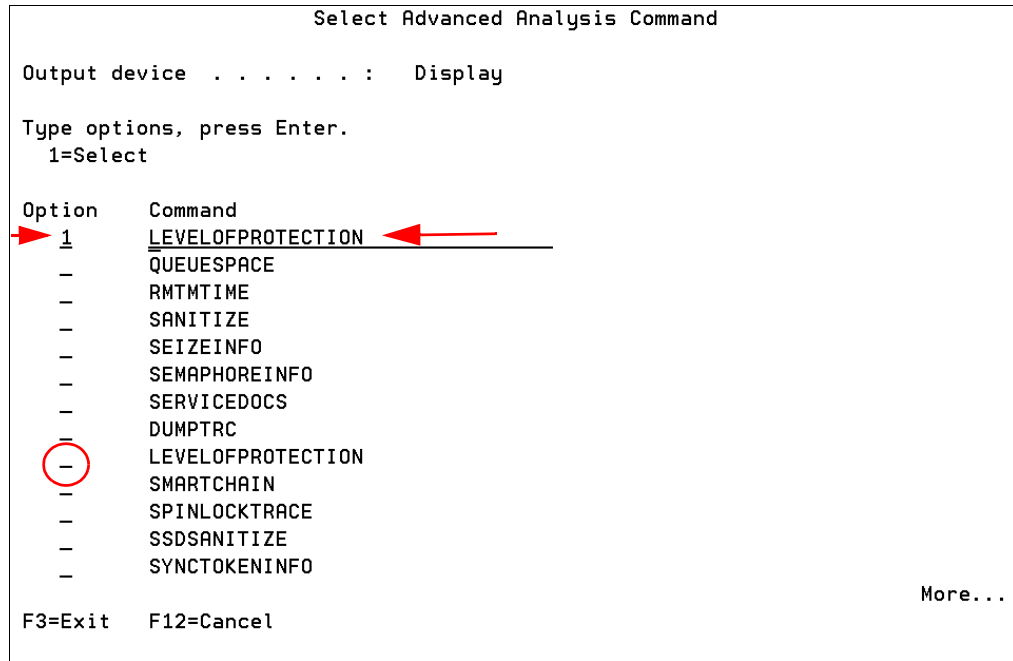 Select Advanced Analysis Command
Output device . . . . . . : Display
Type options, press Enter.
1=Select
Option Command
1 LEVELOFPROTECTION
_ QUEUESPACE
_ RMTMTIME
_ SANITIZE
_ SEIZEINFO
_ SEMAPHOREINFO
_ SERVICEDOCS
_ DUMPTRC
_ LEVELOFPROTECTION
_ SMARTCHAIN
_ SPINLOCKTRACE
_ SSDSANITIZE
_ SYNCTOKENINFO
More...
F3=Exit F12=Cancel